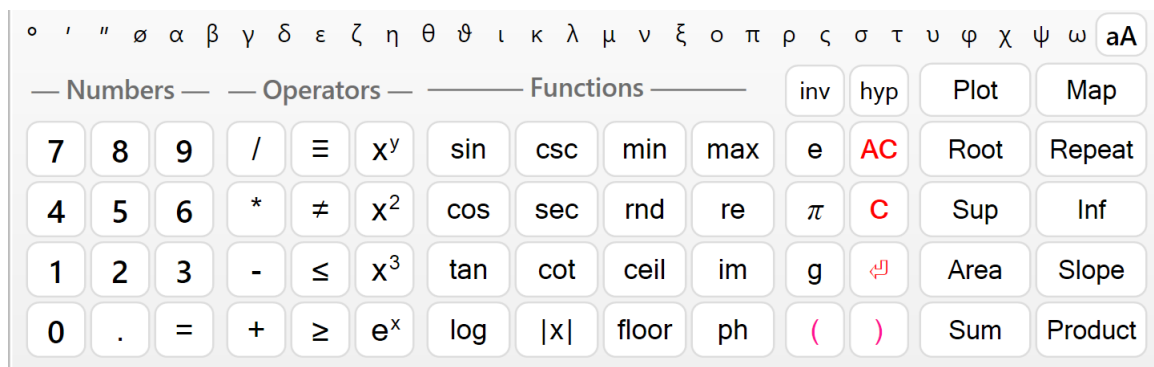 ° ′ ″ ø α β γ δ ε ζ η θ ϑ ι κ λ μ ν ξ ο π ρ ς σ τ υ φ χ ψ ω aA
Numbers Operators Functions inv hyp Plot Map
7 8 9 / ≡ xʸ sin csc min max e AC Root Repeat
4 5 6 * ≠ x² cos sec rnd re π C Sup Inf
1 2 3 - ≤ x³ tan cot ceil im g ⏎ Area Slope
0 . = + ≥ eˣ log |x| floor ph ( ) Sum Product